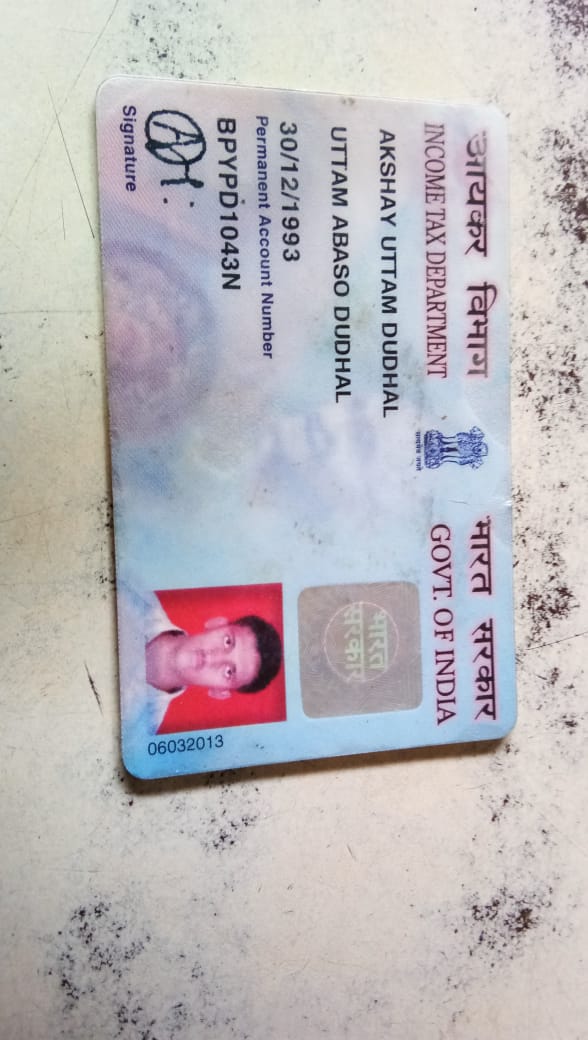 आयकर विभाग
INCOME TAX DEPARTMENT
भारत सरकार
GOVT. OF INDIA
सत्यमेव जयते
AKSHAY UTTAM DUDHAL
UTTAM ABASO DUDHAL
30/12/1993
Permanent Account Number
BPYPD1043N
Signature
भारत
सरकार
06032013